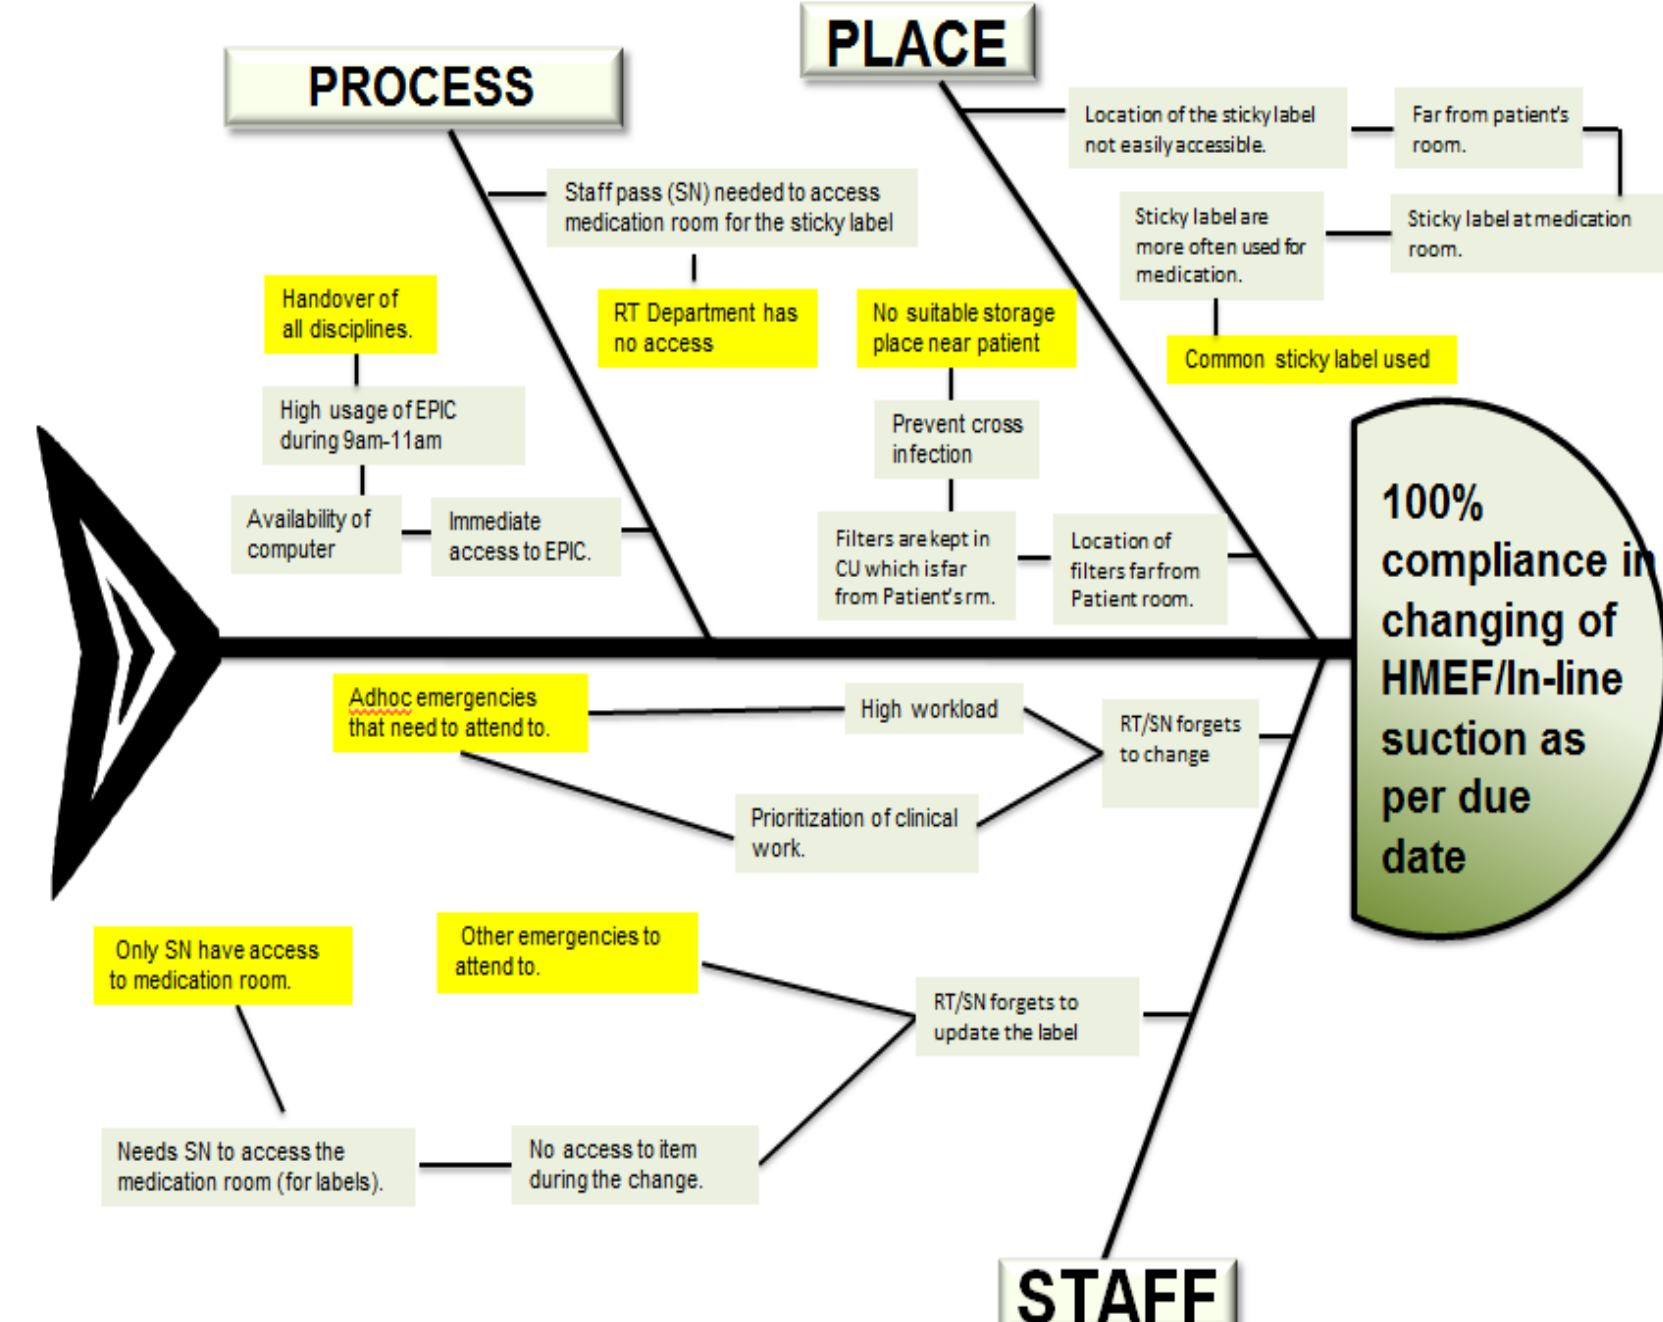 PROCESS
PLACE
Location of the sticky label
not easily accessible.
Far from patient's
room.
Staff pass (SN) needed to access
medication room for the sticky label
Sticky label are
more often used for
medication.
Sticky label at medication
room.
Handover of
all disciplines.
RT Department has
no access
No suitable storage
place near patient
Common sticky label used
High usage of EPIC
during 9am-11am
Prevent cross
infection
Availability of
computer
Immediate
access to EPIC.
Filters are kept in
CU which is far
from Patient's rm.
Location of
filters far from
Patient room.
100%
compliance in
changing of
HMEF/In-line
suction as
per due
date
Adhoc emergencies
that need to attend to.
High workload
RT/SN forgets
to change
Prioritization of clinical
work.
Only SN have access
to medication room.
Other emergencies to
attend to.
RT/SN forgets to
update the label
Needs SN to access the
medication room (for labels).
No access to item
during the change.
STAFF